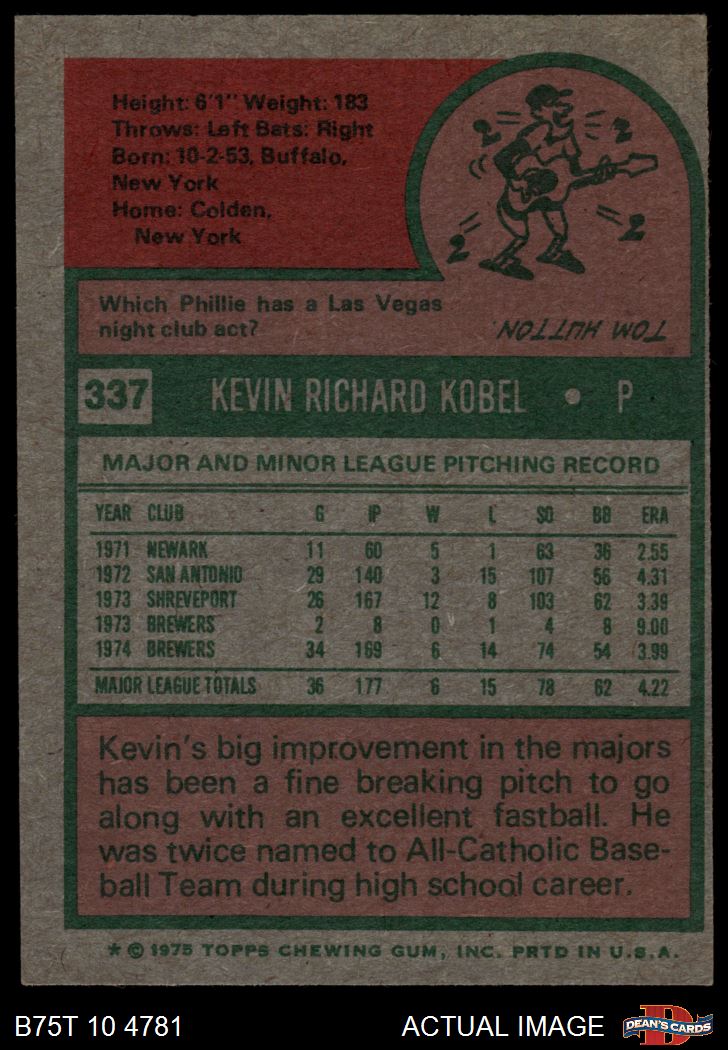 Height: 6'1" Weight: 183
Throws: Left Bats: Right
Born: 10-2-53, Buffalo,
New York
Home: Colden,
New York
2 2
2 2
Which Phillie has a Las Vegas
night club act?
TOM HUTTON.
337 KEVIN RICHARD KOBEL • P
MAJOR AND MINOR LEAGUE PITCHING RECORD
YEAR CLUB G IP W L SO BB ERA
1971 NEWARK 11 60 5 1 63 36 2.55
1972 SAN ANTONIO 29 140 3 15 107 56 4.31
1973 SHREVEPORT 26 167 12 8 103 62 3.39
1973 BREWERS 2 8 0 1 4 8 9.00
1974 BREWERS 34 169 6 14 74 54 3.99
MAJOR LEAGUE TOTALS 36 177 6 15 78 62 4.22
Kevin's big improvement in the majors
has been a fine breaking pitch to go
along with an excellent fastball. He
was twice named to All-Catholic Base-
ball Team during high school career.
* © 1975 TOPPS CHEWING GUM, INC. PRTD IN U.S.A.
B75T 10 4781 ACTUAL IMAGE D DEAN'S CARDS